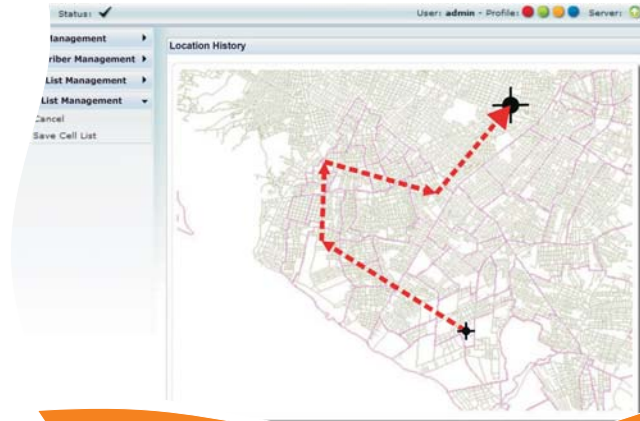 Status:
User: admin - Profile: Server:
Management
riber Management
List Management
List Management
Cancel
Save Cell List
Location History